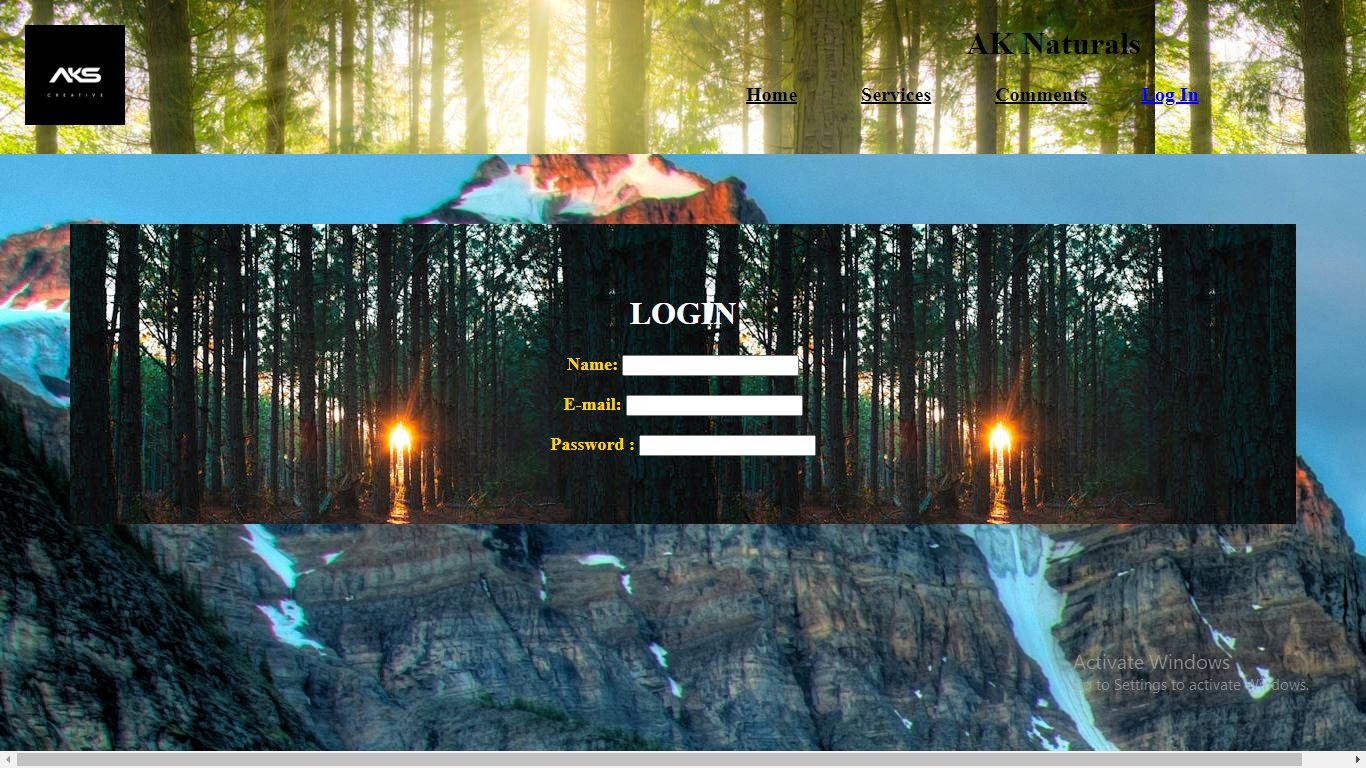 AKS
CREATIVE
AK Naturals
Home Services Comments Log In
LOGIN
Name:
E-mail:
Password :
Activate Windows
Go to Settings to activate Windows.